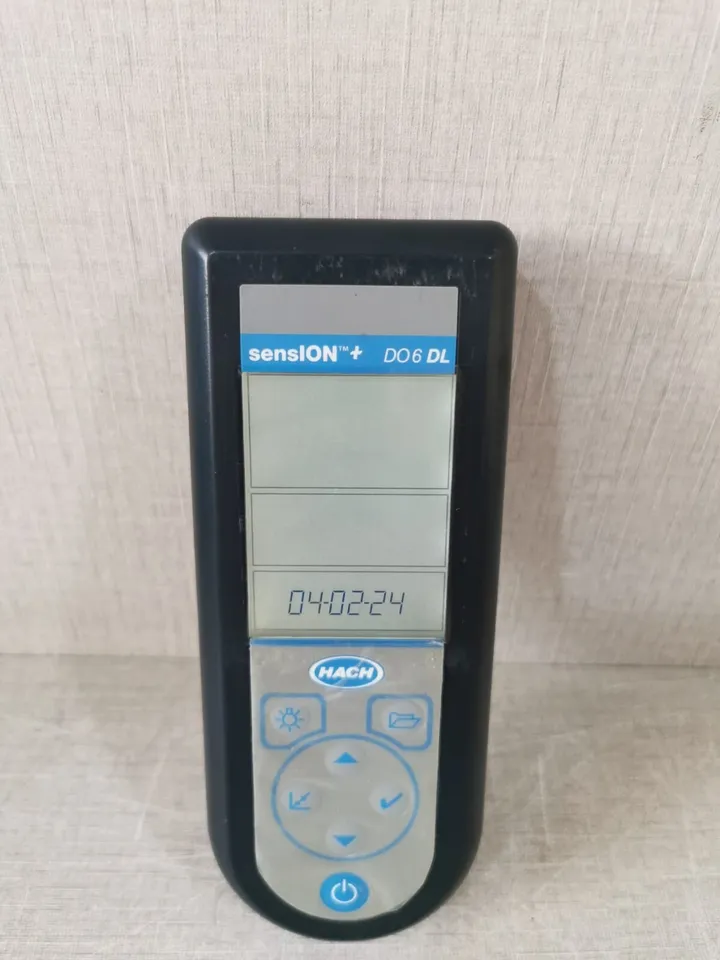 sensION™+ DO6 DL
04-02-24
HACH